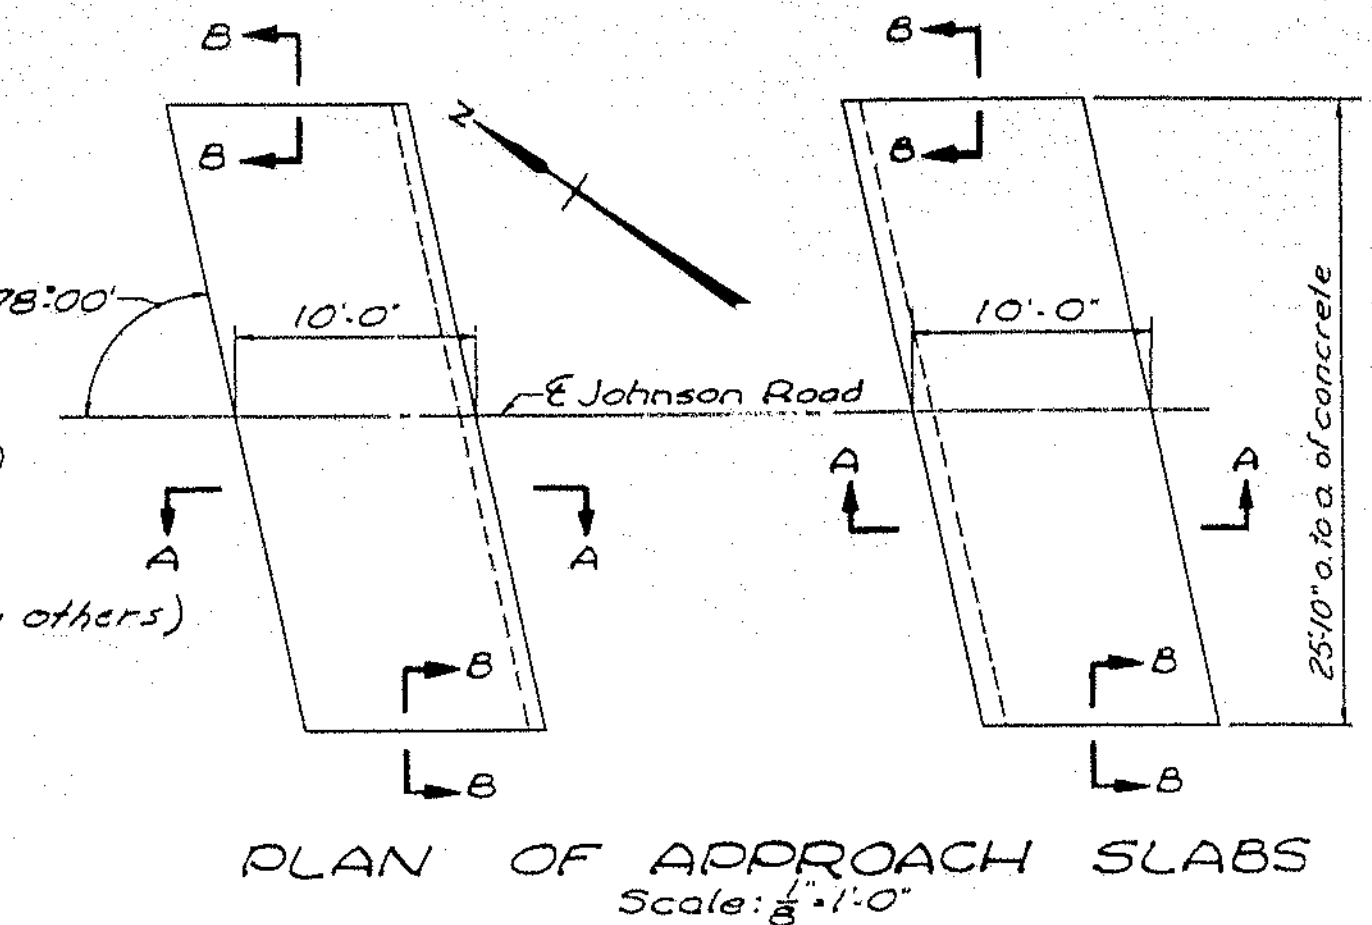 B B
B B
N
78°00'
10'-0" 10'-0"
℄ Johnson Road
)
A A A A
others)
25'-10" o. to o. of concrete
B B
B B
PLAN OF APPROACH SLABS
Scale: 1/8" = 1'-0"